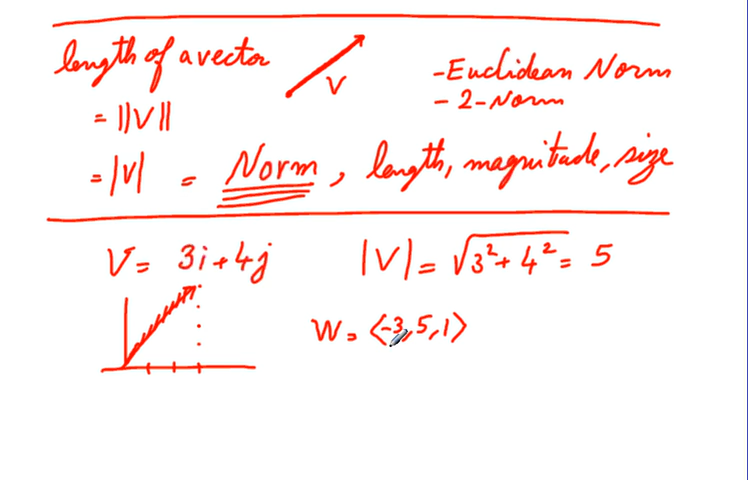 length of a vector
V
-Euclidean Norm
- 2-Norm
= ||V||
= |V| = Norm, length, magnitude, size
V = 3i+4j
|V| = √3²+4² = 5
W = ⟨-3,5,1⟩